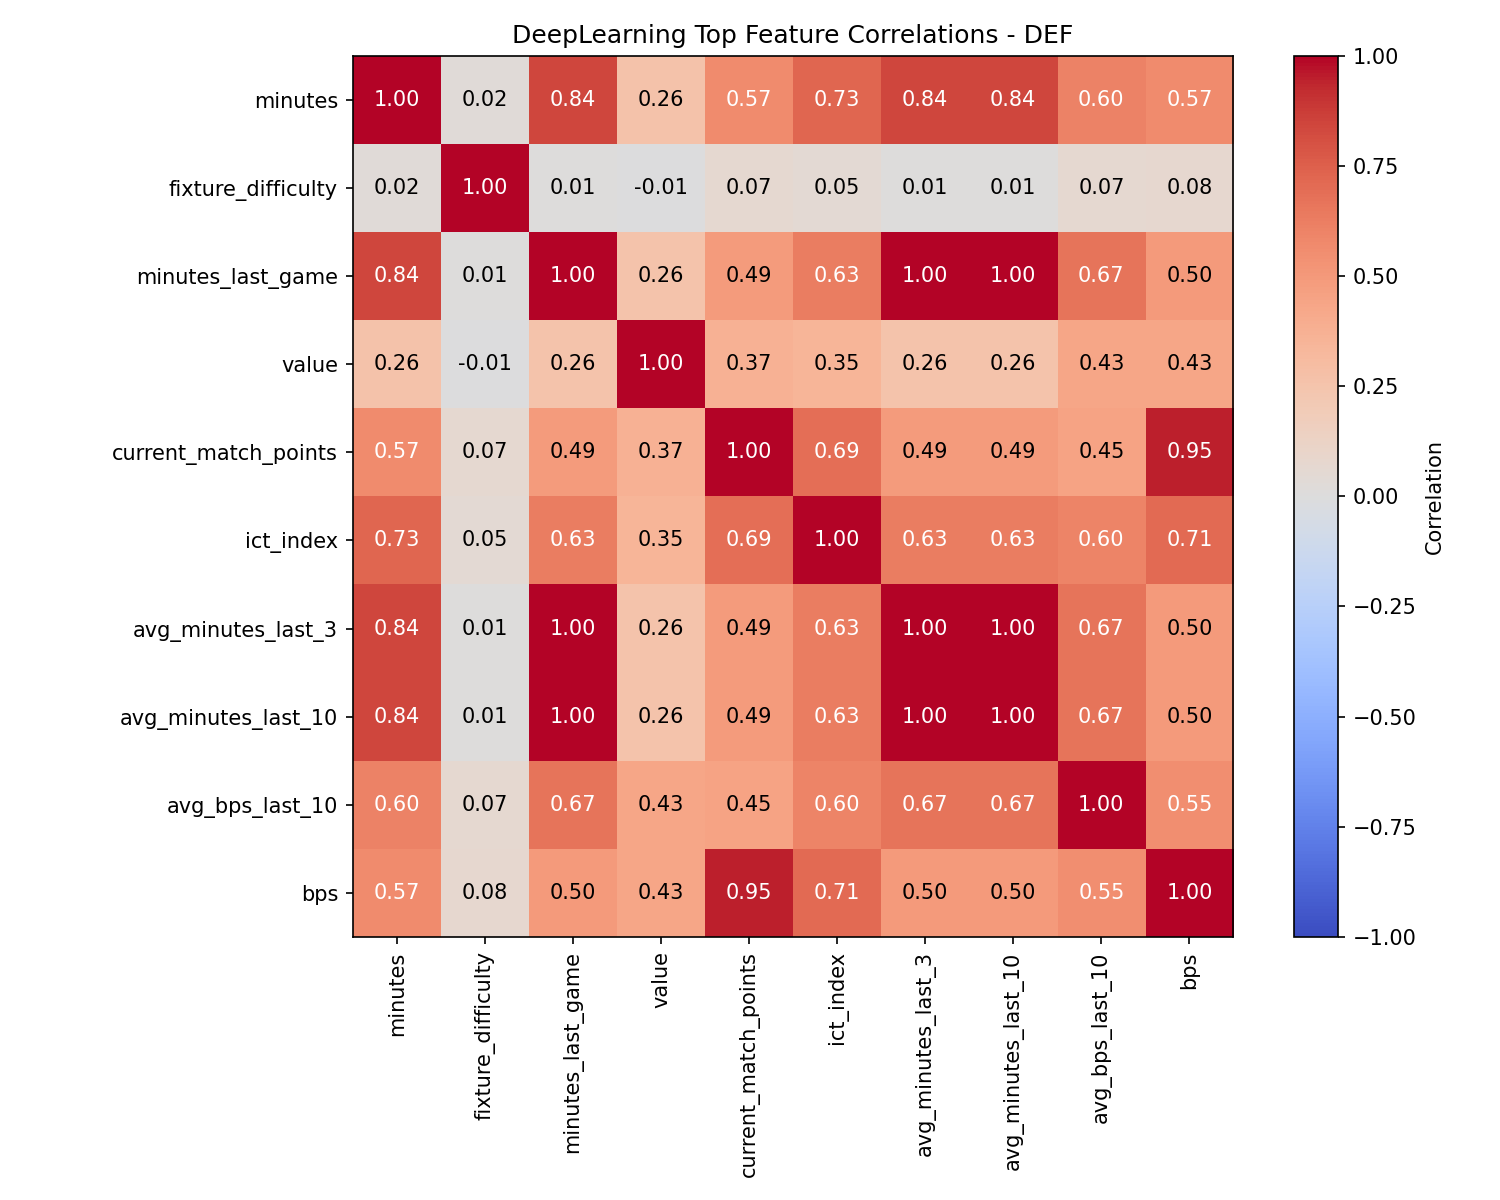 DeepLearning Top Feature Correlations - DEF
minutes 1.00 0.02 0.84 0.26 0.57 0.73 0.84 0.84 0.60 0.57
fixture_difficulty 0.02 1.00 0.01 -0.01 0.07 0.05 0.01 0.01 0.07 0.08
minutes_last_game 0.84 0.01 1.00 0.26 0.49 0.63 1.00 1.00 0.67 0.50
value 0.26 -0.01 0.26 1.00 0.37 0.35 0.26 0.26 0.43 0.43
current_match_points 0.57 0.07 0.49 0.37 1.00 0.69 0.49 0.49 0.45 0.95
ict_index 0.73 0.05 0.63 0.35 0.69 1.00 0.63 0.63 0.60 0.71
avg_minutes_last_3 0.84 0.01 1.00 0.26 0.49 0.63 1.00 1.00 0.67 0.50
avg_minutes_last_10 0.84 0.01 1.00 0.26 0.49 0.63 1.00 1.00 0.67 0.50
avg_bps_last_10 0.60 0.07 0.67 0.43 0.45 0.60 0.67 0.67 1.00 0.55
bps 0.57 0.08 0.50 0.43 0.95 0.71 0.50 0.50 0.55 1.00
minutes
fixture_difficulty
minutes_last_game
value
current_match_points
ict_index
avg_minutes_last_3
avg_minutes_last_10
avg_bps_last_10
bps
1.00
0.75
0.50
0.25
0.00
−0.25
−0.50
−0.75
−1.00
Correlation